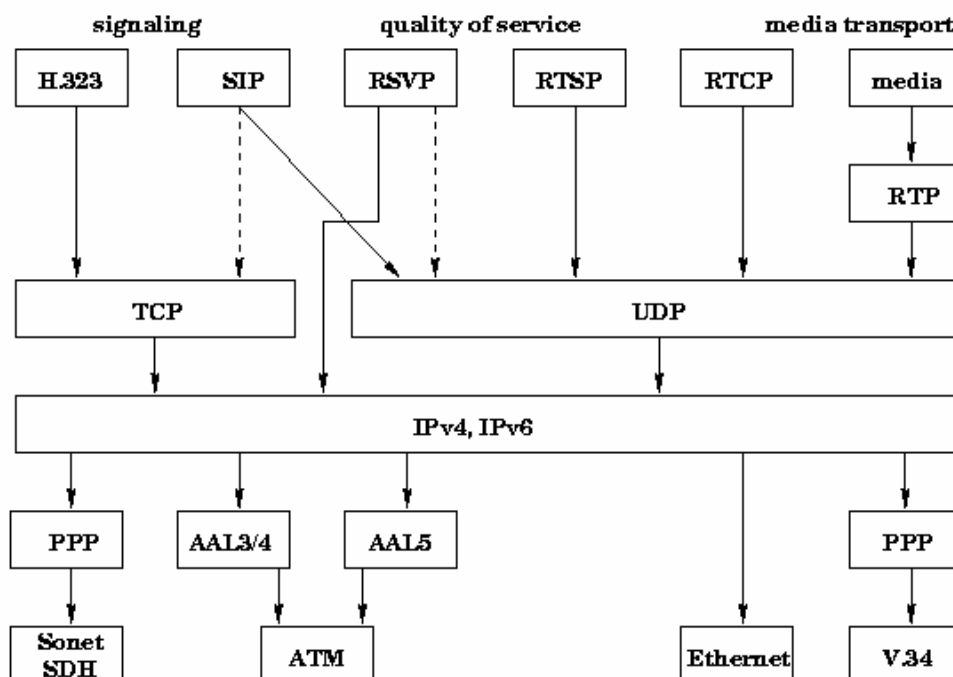 signaling quality of service media transport
H.323 SIP RSVP RTSP RTCP media
RTP
TCP UDP
IPv4, IPv6
PPP AAL3/4 AAL5 PPP
Sonet
SDH ATM Ethernet V.34